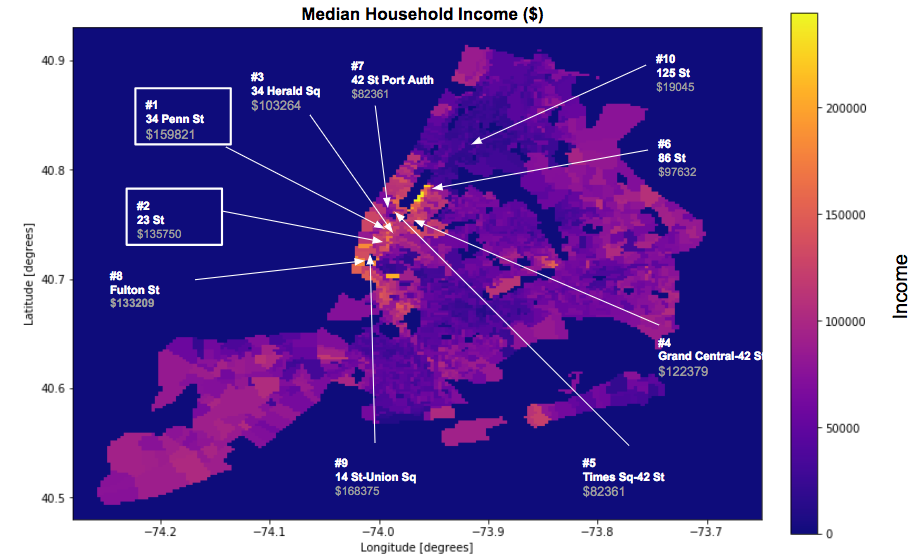 Median Household Income ($)
40.9
40.8
40.7
40.6
40.5
Latitude [degrees]
−74.2
−74.1
−74.0
−73.9
−73.8
−73.7
Longitude [degrees]
#1
34 Penn St
$159821
#2
23 St
$135750
#3
34 Herald Sq
$103264
#7
42 St Port Auth
$82361
#10
125 St
$19045
#6
86 St
$97632
#8
Fulton St
$133209
#4
Grand Central-42 St
$122379
#9
14 St-Union Sq
$168375
#5
Times Sq-42 St
$82361
200000
150000
100000
50000
0
Income